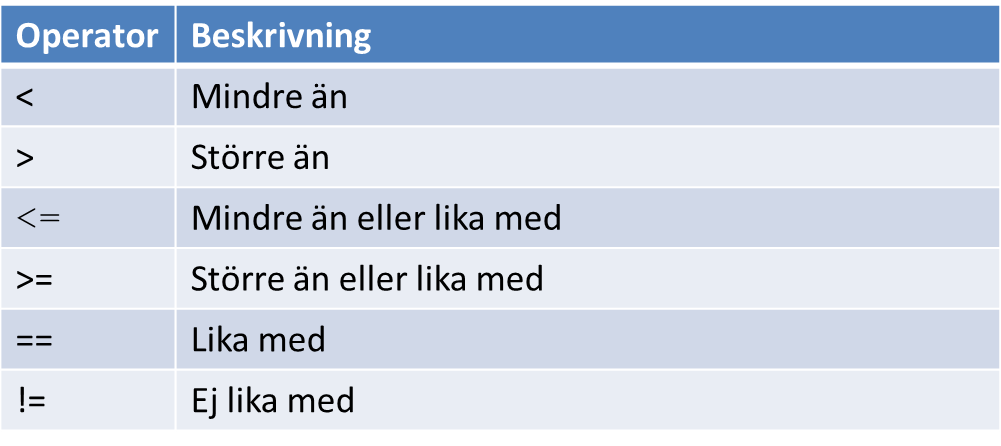 Operator Beskrivning
< Mindre än
> Större än
<= Mindre än eller lika med
>= Större än eller lika med
== Lika med
!= Ej lika med